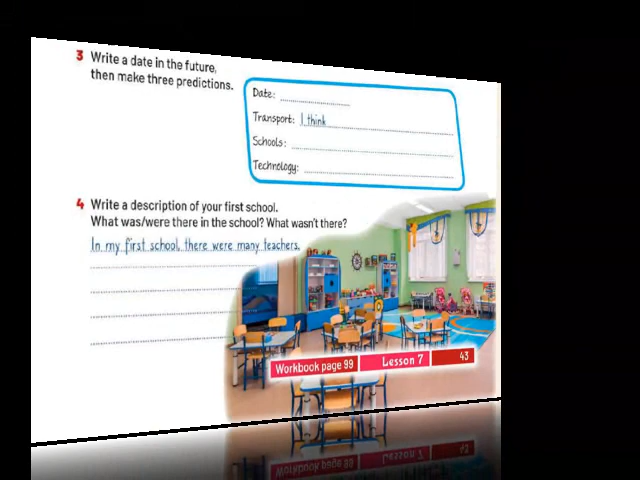 3 Write a date in the future,
then make three predictions.
Date:
Transport: I think
Schools:
Technology:
4 Write a description of your first school.
What was/were there in the school? What wasn't there?
In my first school, there were many teachers.
Workbook page 99 Lesson 7 43